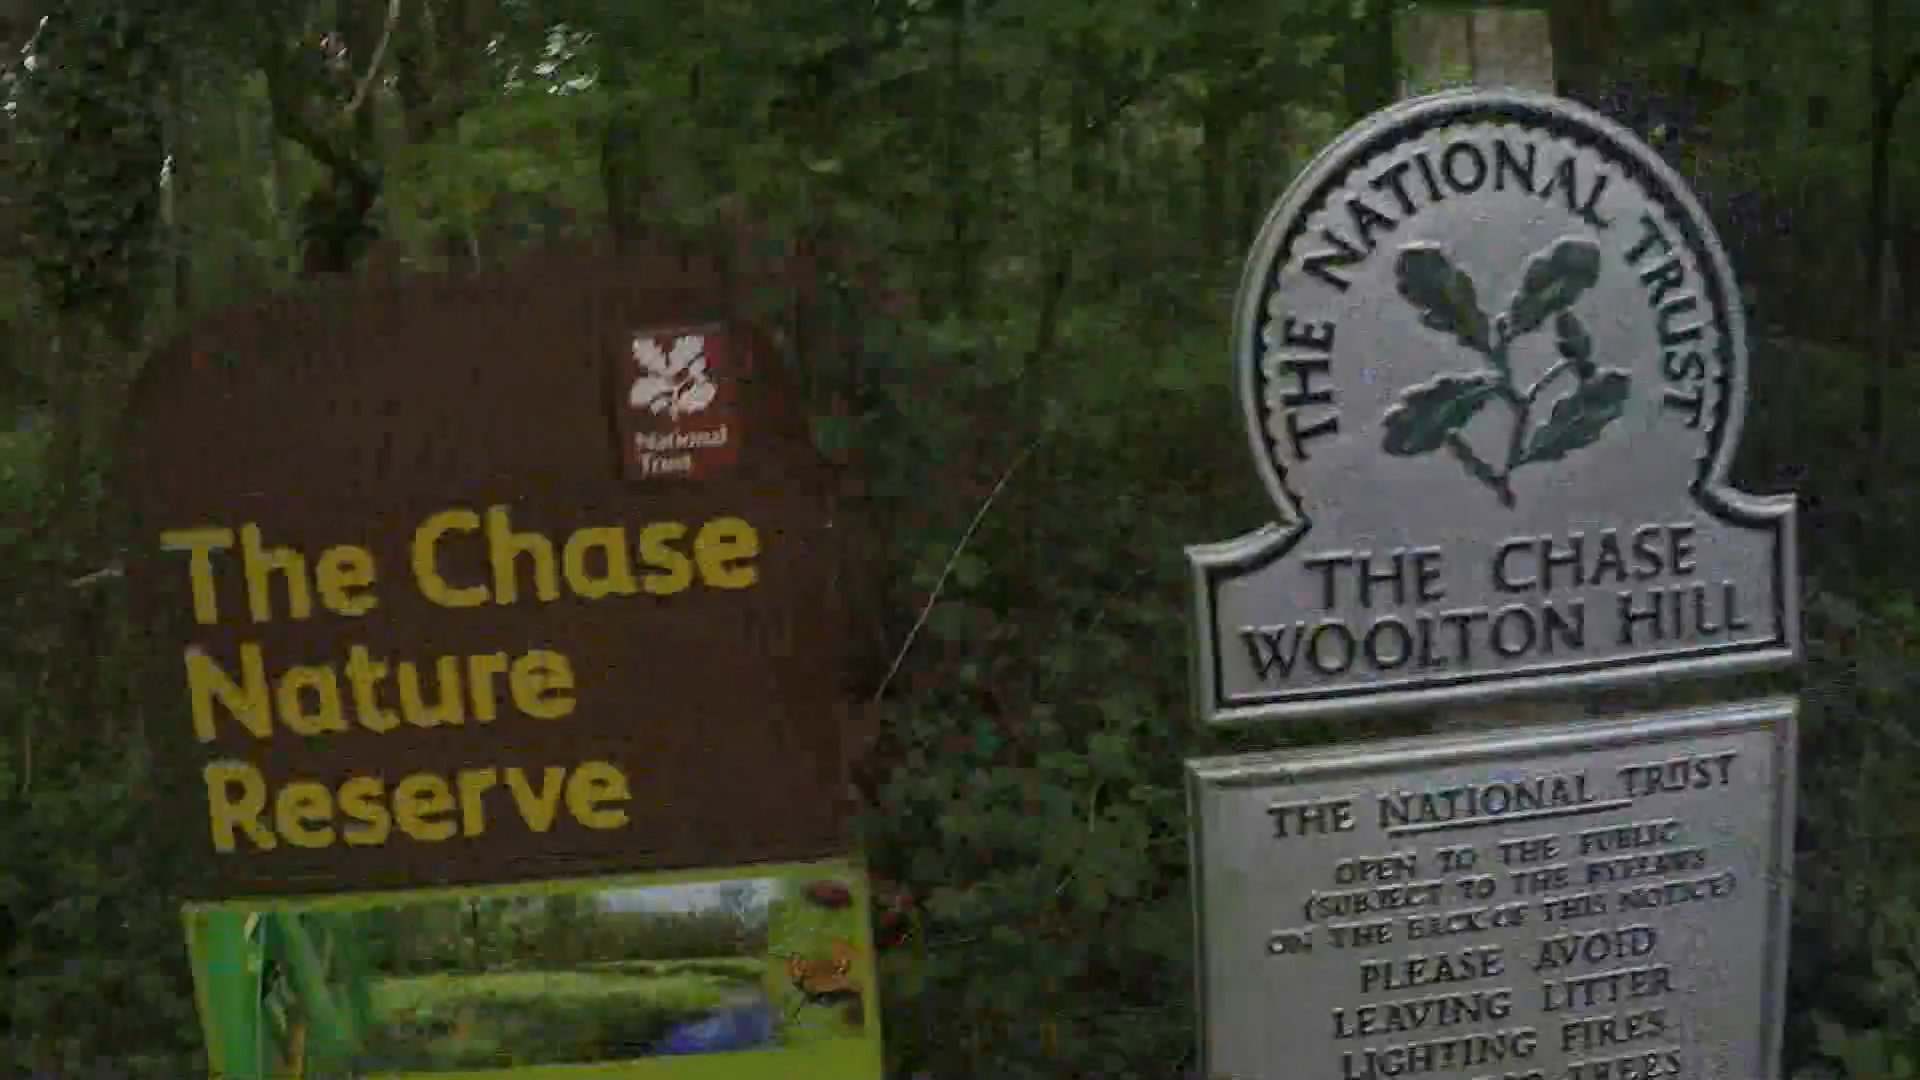 National
Trust
The Chase
Nature
Reserve
THE NATIONAL TRUST
THE CHASE
WOOLTON HILL
THE NATIONAL TRUST
OPEN TO THE PUBLIC
(SUBJECT TO THE BYELAWS
ON THE BACK OF THIS NOTICE)
PLEASE AVOID
LEAVING LITTER
LIGHTING FIRES
TREES